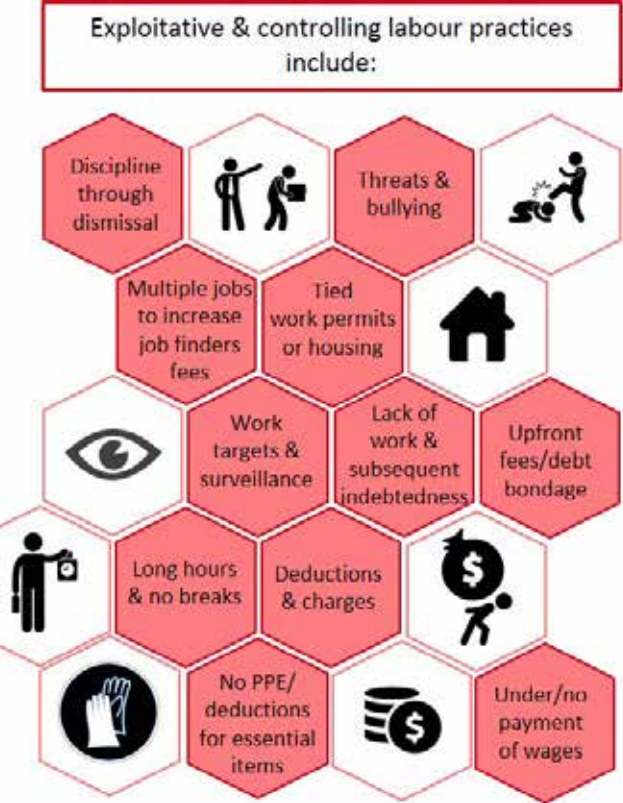 Exploitative & controlling labour practices
include:
Discipline
through
dismissal
Threats &
bullying
Multiple jobs
to increase
job finders
fees
Tied
work permits
or housing
Work
targets &
surveillance
Lack of
work &
subsequent
indebtedness
Upfront
fees/debt
bondage
Long hours
& no breaks
Deductions
& charges
$
No PPE/
deductions
for essential
items
$
Under/no
payment
of wages